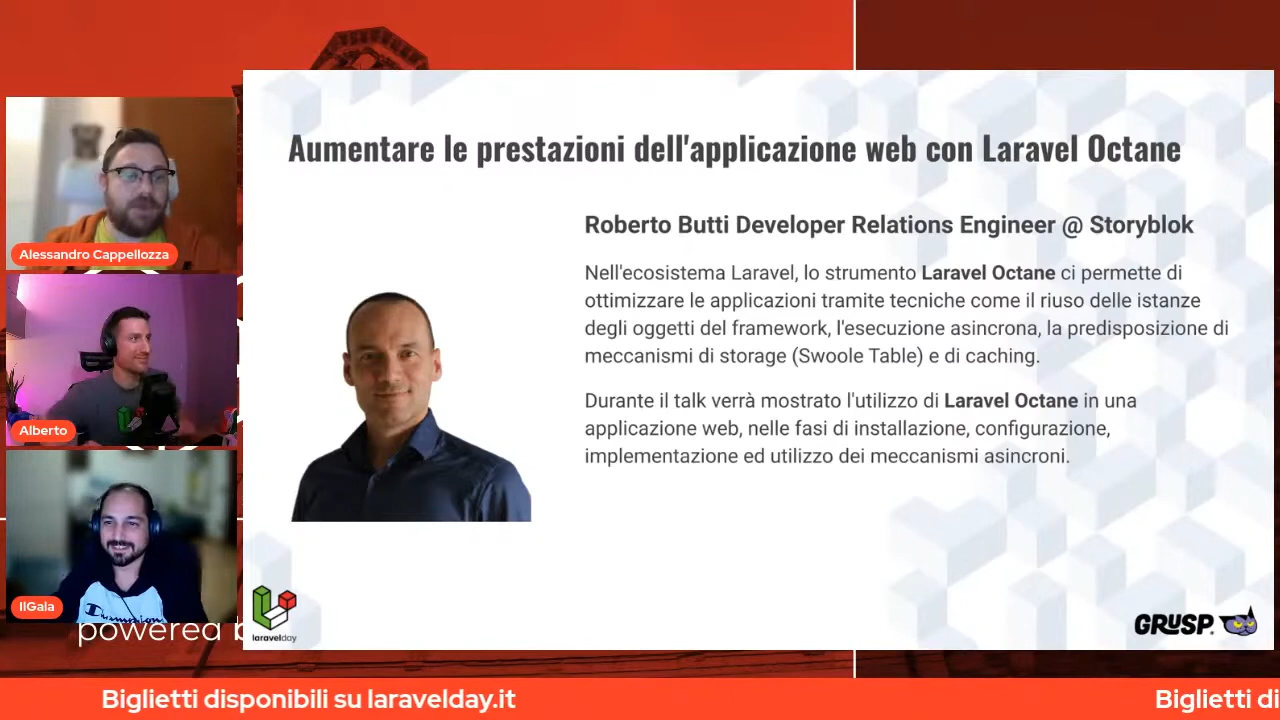 Aumentare le prestazioni dell'applicazione web con Laravel Octane
Roberto Butti Developer Relations Engineer @ Storyblok
Nell'ecosistema Laravel, lo strumento Laravel Octane ci permette di
ottimizzare le applicazioni tramite tecniche come il riuso delle istanze
degli oggetti del framework, l'esecuzione asincrona, la predisposizione di
meccanismi di storage (Swoole Table) e di caching.
Durante il talk verrà mostrato l'utilizzo di Laravel Octane in una
applicazione web, nelle fasi di installazione, configurazione,
implementazione ed utilizzo dei meccanismi asincroni.
Alessandro Cappellozza
Alberto
IlGala
Champion
powered b
laravelday
GRUSP.
Biglietti disponibili su laravelday.it
Biglietti di